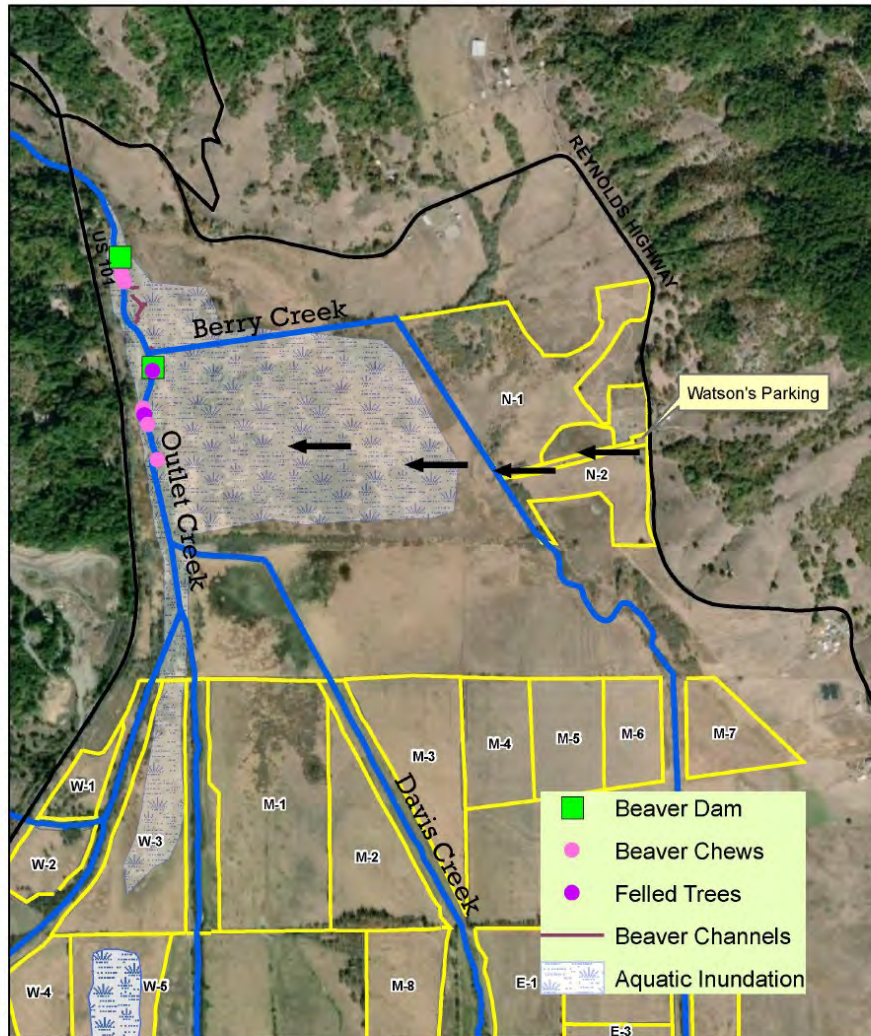 REYNOLDS HIGHWAY
US 101
Berry Creek
N-1
Watson's Parking
N-2
Outlet Creek
M-3
M-4
M-5
M-6
M-7
W-1
M-1
Davis Creek
W-2
W-3
M-2
W-4
W-5
M-8
E-1
E-3
Beaver Dam
Beaver Chews
Felled Trees
Beaver Channels
Aquatic Inundation